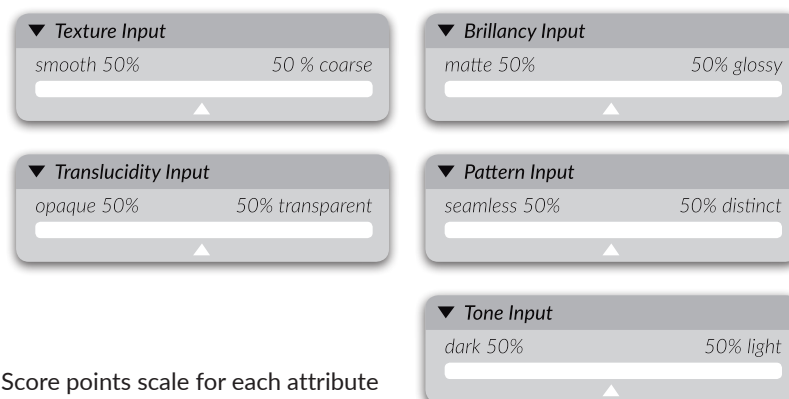 Texture Input
smooth 50% 50 % coarse
Brillancy Input
matte 50% 50% glossy
Translucidity Input
opaque 50% 50% transparent
Pattern Input
seamless 50% 50% distinct
Tone Input
dark 50% 50% light
Score points scale for each attribute